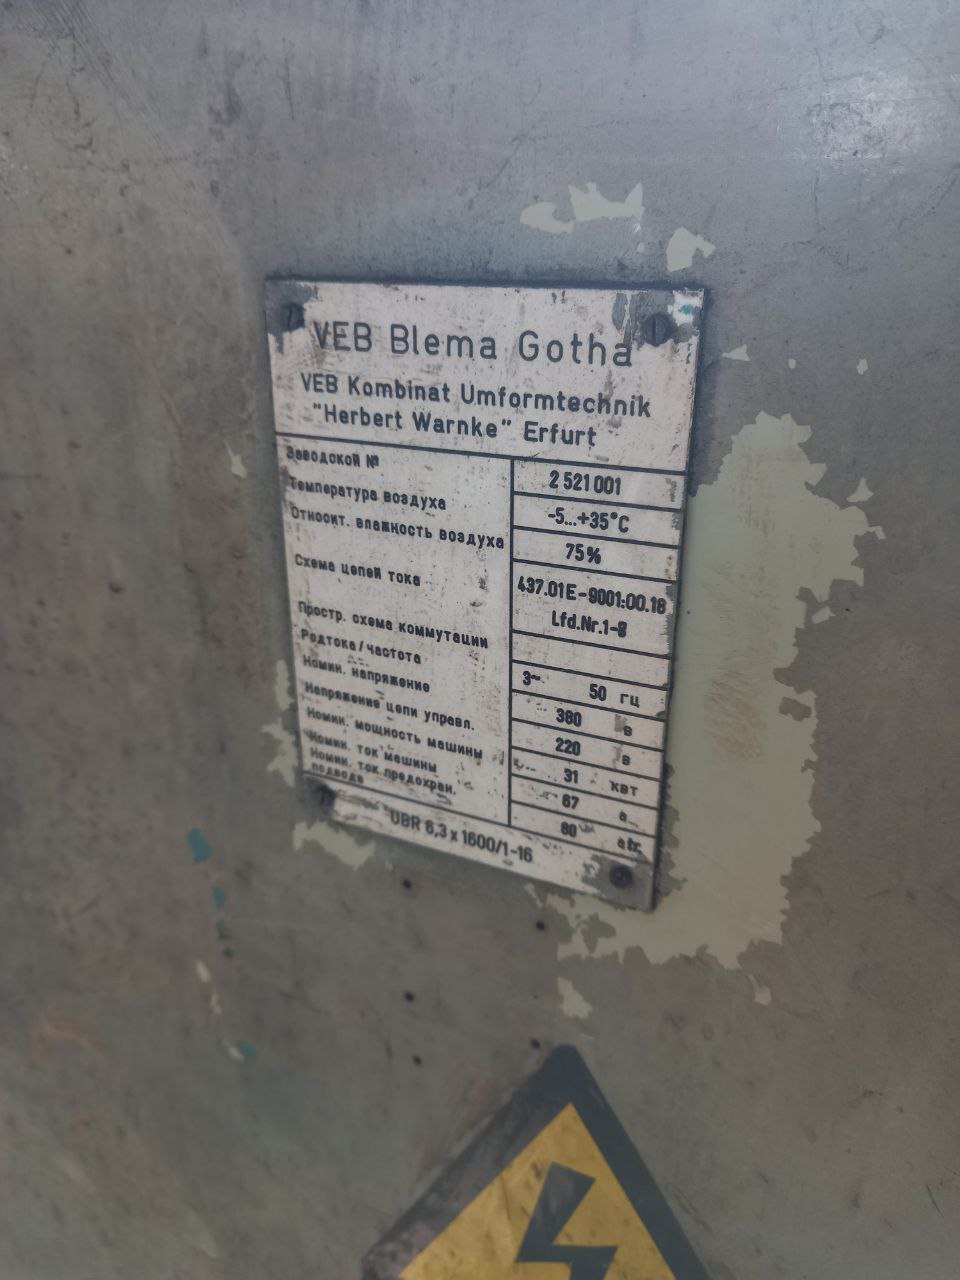 VEB Blema Gotha
VEB Kombinat Umformtechnik
"Herbert Warnke" Erfurt
Заводской № 2 521 001
Температура воздуха -5...+35°C
Относит. влажность воздуха 75%
Схема цепей тока 437.01E-9001:00.18
Lfd.Nr.1-8
Простр. схема коммутации
Род тока/частота 3~ 50 гц
Номин. напряжение 380 в
Напряжение цепи управл. 220 в
Номин. мощность машины 31 квт
Номин. ток машины 67 а
Номин. ток предохран. 80
подвода
UBR 6,3 x 1600/1-16